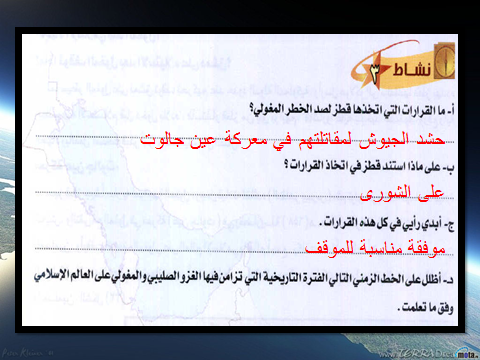 نشاط ٣
أ- ما القرارات التي اتخذها قطز لصد الخطر المغولي؟
حشد الجيوش لمقاتلتهم في معركة عين جالوت
ب- على ماذا استند قطز في اتخاذ القرارات ؟
على الشورى
ج- أبدي رأيي في كل هذه القرارات .
موفقة مناسبة للموقف
د- أظلل على الخط الزمني التالي الفترة التاريخية التي تزامن فيها الغزو الصليبي والمغولي على العالم الإسلامي
وفق ما تعلمت .